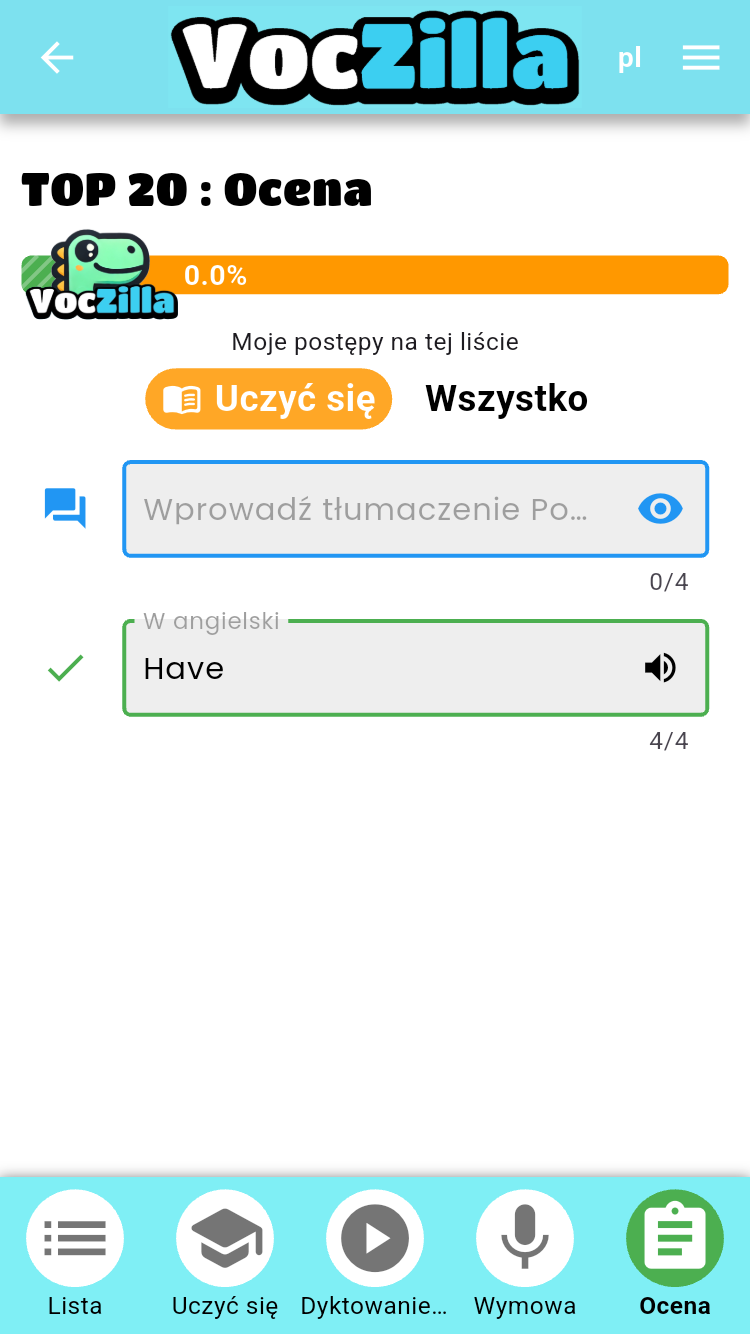 VocZilla
pl
TOP 20 : Ocena
VocZilla
0.0%
Moje postępy na tej liście
Uczyć się
Wszystko
Wprowadź tłumaczenie Po…
0/4
W angielski
Have
4/4
Lista
Uczyć się
Dyktowanie…
Wymowa
Ocena